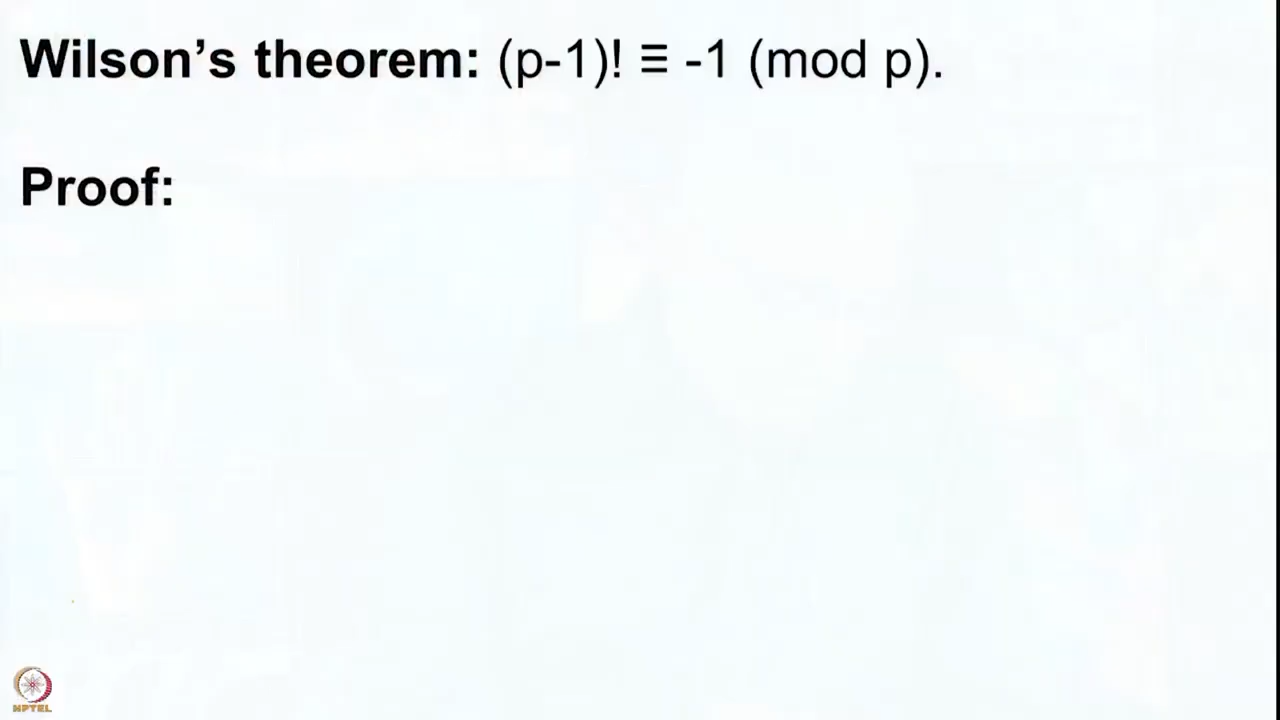 Wilson’s theorem: (p-1)! ≡ -1 (mod p).
Proof:
NPTEL